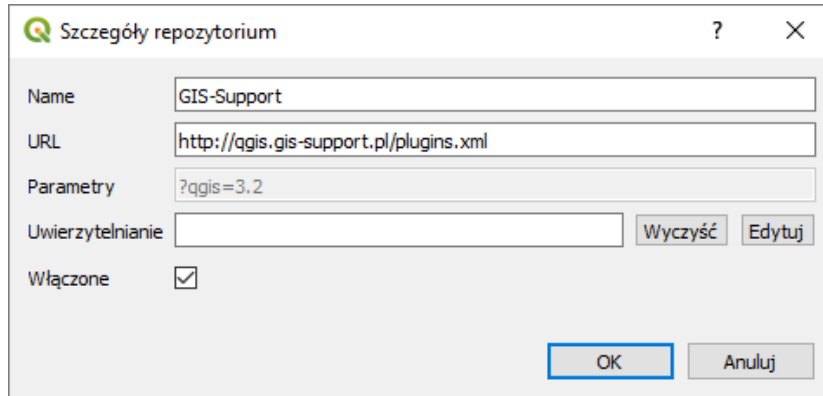 Szczegóły repozytorium ?
Name GIS-Support
URL http://qgis.gis-support.pl/plugins.xml
Parametry ?qgis=3.2
Uwierzytelnianie Wyczyść Edytuj
Włączone
OK Anuluj